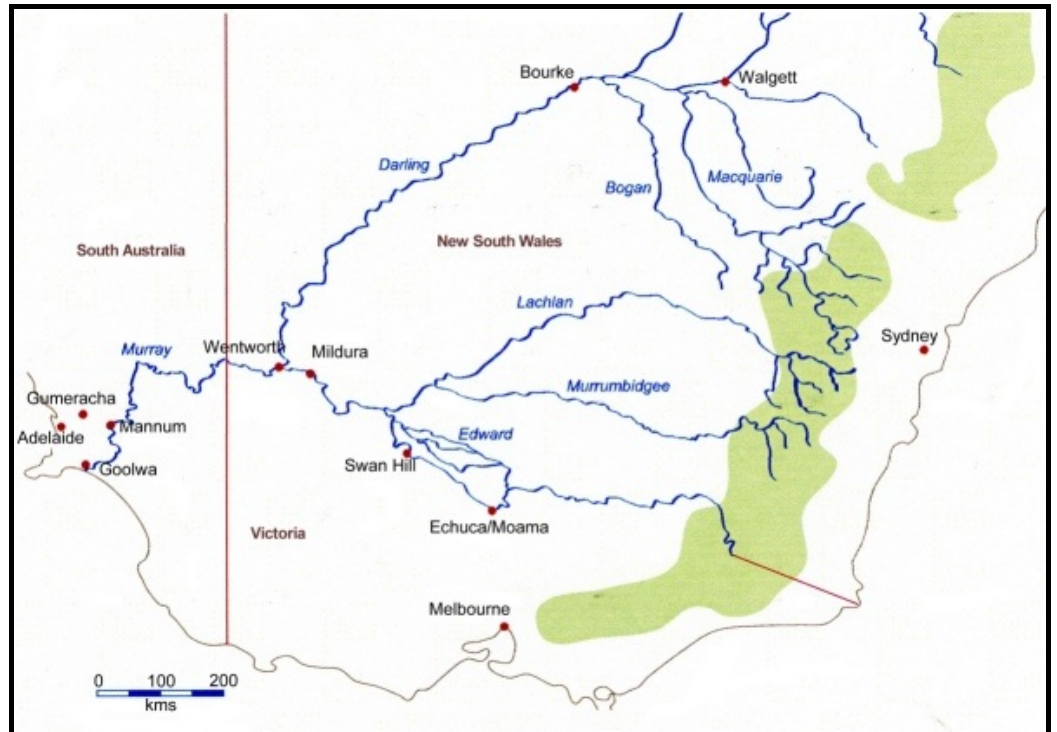 Bourke
Walgett
Darling
Bogan
Macquarie
South Australia
New South Wales
Lachlan
Sydney
Murray
Wentworth
Mildura
Murrumbidgee
Gumeracha
Mannum
Adelaide
Edward
Swan Hill
Goolwa
Echuca/Moama
Victoria
Melbourne
0 100 200
kms